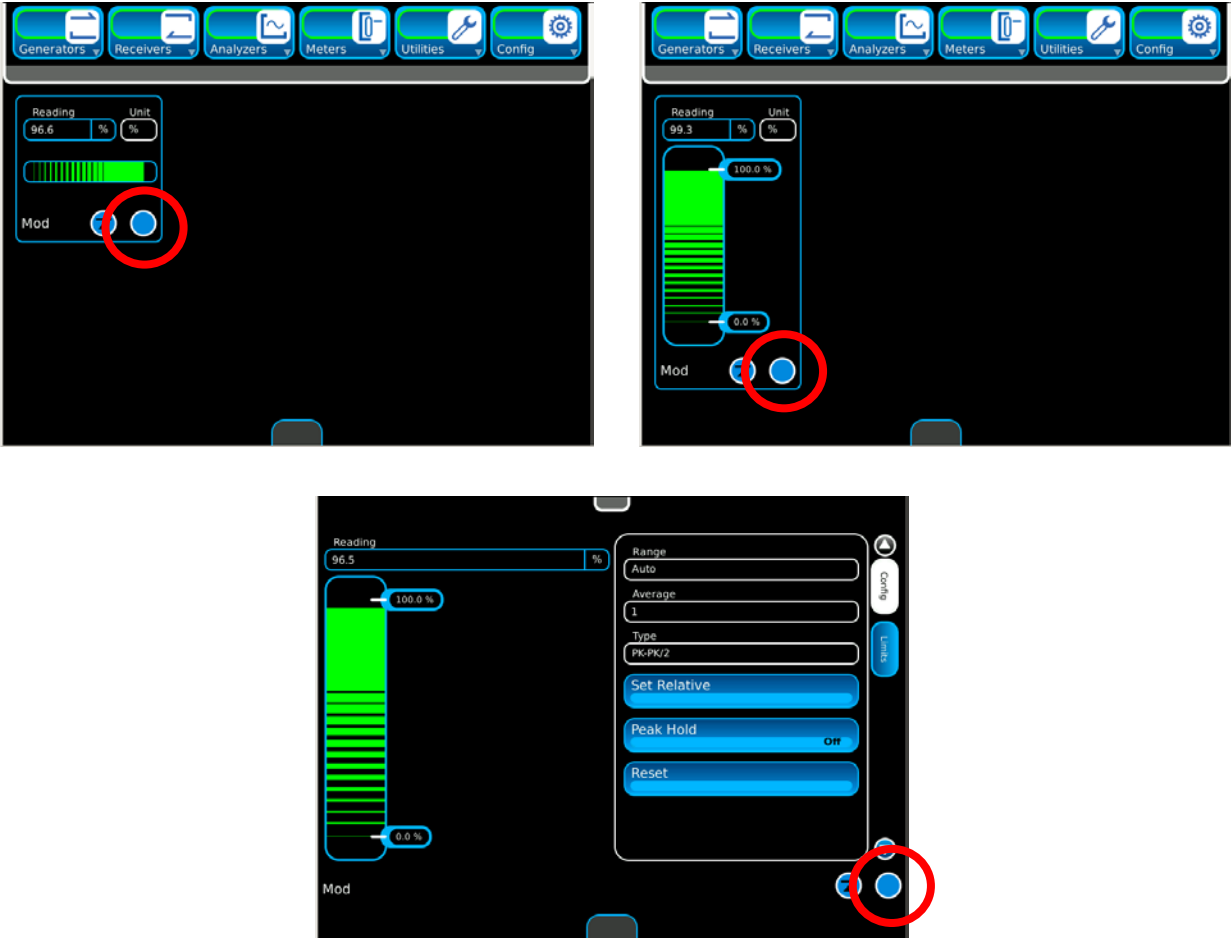 Generators Receivers Analyzers Meters Utilities Config
Reading Unit
96.6 % %
Mod
Generators Receivers Analyzers Meters Utilities Config
Reading Unit
99.3 % %
100.0 %
0.0 %
Mod
Reading
96.5 %
100.0 %
0.0 %
Mod
Range
Auto
Average
1
Type
PK-PK/2
Set Relative
Peak Hold
Off
Reset
Config
Limits